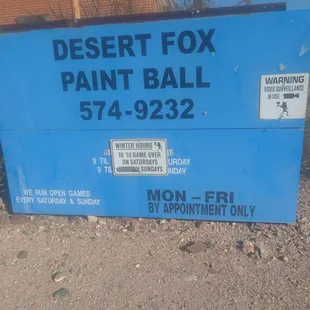 DESERT FOX
PAINT BALL
574-9232
WARNING
VIDEO SURVEILLANCE
IN USE
WINTER HOURS
10 'TO GAME OVER
ON SATURDAYS
SUNDAYS
WE RUN OPEN GAMES
EVERY SATURDAY & SUNDAY
MON – FRI
BY APPOINTMENT ONLY